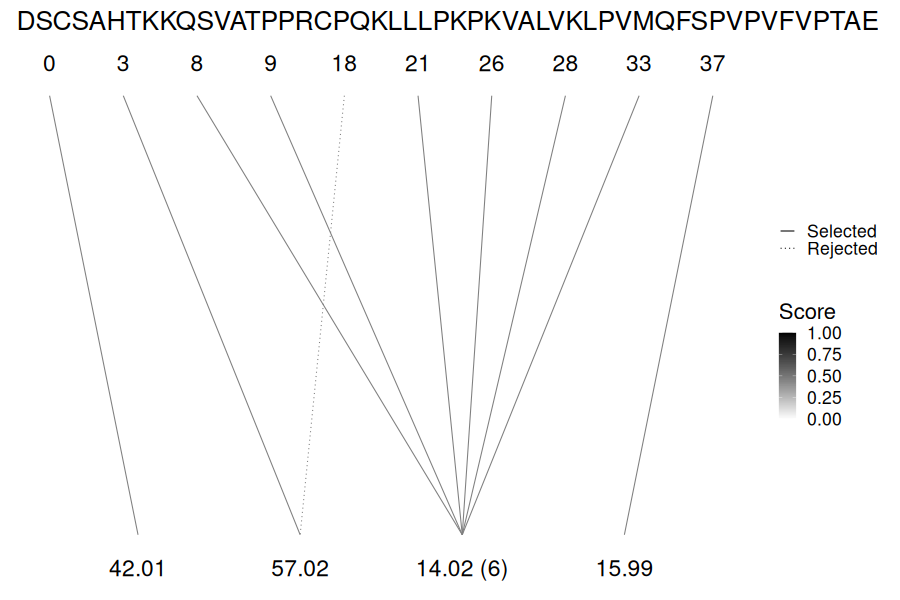 DSCSAHTKKQSVATPPRCPQKLLLPKPKVALVKLPVMQFSPVPVFVPTAE
0 3 8 9 18 21 26 28 33 37
Selected
Rejected
Score
1.00
0.75
0.50
0.25
0.00
42.01 57.02 14.02 (6) 15.99